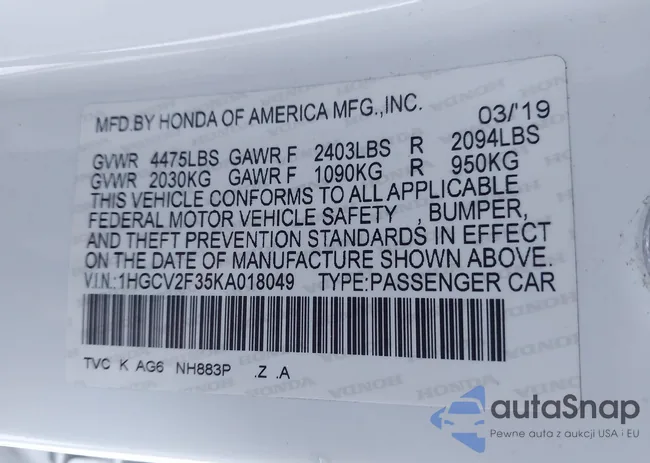 MFD.BY HONDA OF AMERICA MFG.,INC. 03/'19
GVWR 4475LBS GAWR F 2403LBS R 2094LBS
GVWR 2030KG GAWR F 1090KG R 950KG
THIS VEHICLE CONFORMS TO ALL APPLICABLE
FEDERAL MOTOR VEHICLE SAFETY , BUMPER,
AND THEFT PREVENTION STANDARDS IN EFFECT
ON THE DATE OF MANUFACTURE SHOWN ABOVE.
V.I.N.:1HGCV2F35KA018049 TYPE:PASSENGER CAR
TVC K AG6 NH883P .Z .A
HONDA HONDA
autaSnap
Pewne auta z aukcji USA i EU